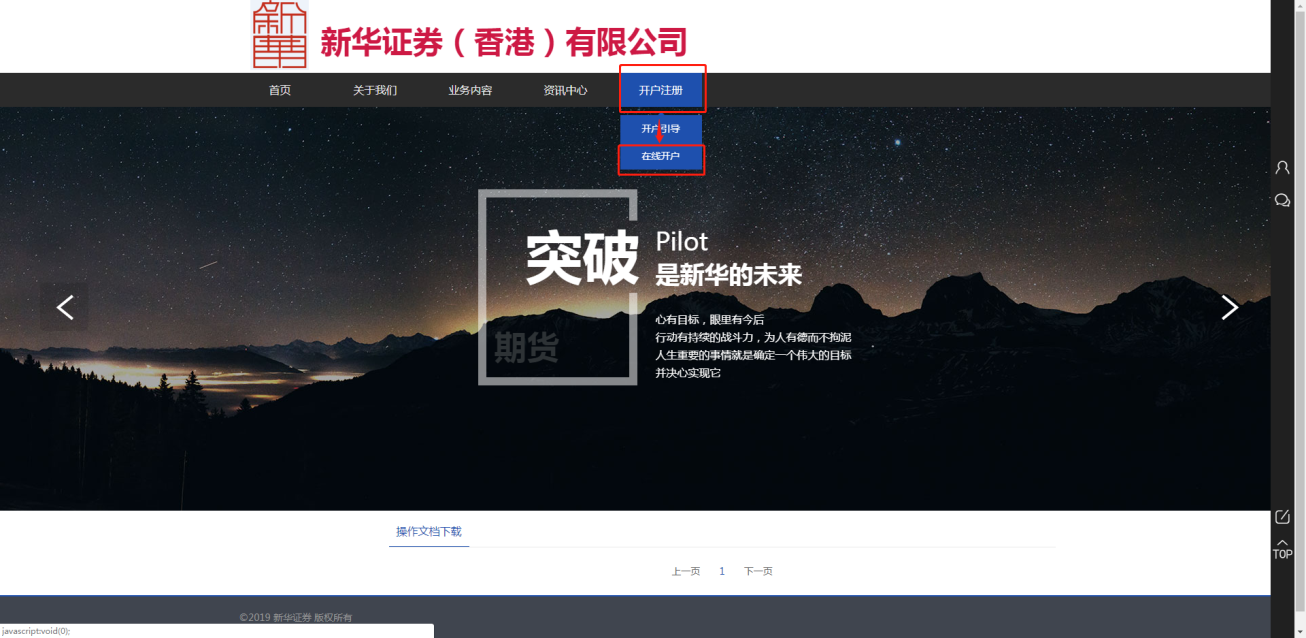 新华
新华证券（香港）有限公司
首页
关于我们
业务内容
资讯中心
开户注册
开户引导
在线开户
突破
期货
Pilot
是新华的未来
心有目标，眼里有今后
行动有持续的战斗力，为人有德而不拘泥
人生重要的事情就是确定一个伟大的目标
并决心实现它
操作文档下载
上一页 1 下一页
TOP
©2019 新华证券 版权所有
javascript:void(0);